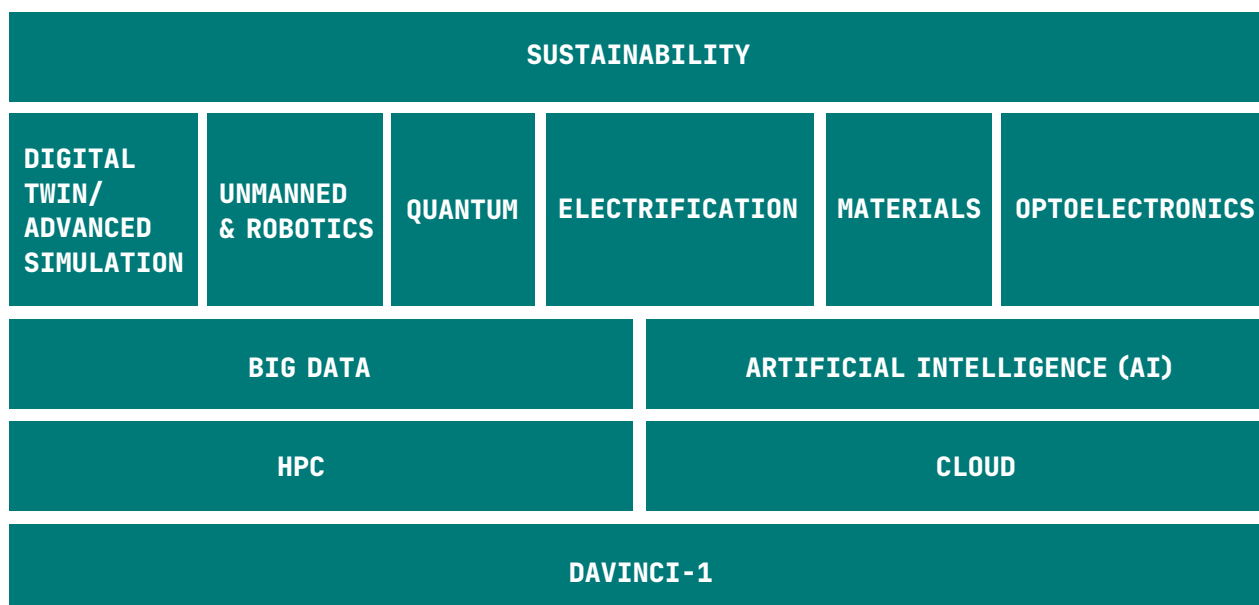 SUSTAINABILITY
DIGITAL
TWIN/
ADVANCED
SIMULATION
UNMANNED
& ROBOTICS
QUANTUM
ELECTRIFICATION
MATERIALS
OPTOELECTRONICS
BIG DATA
ARTIFICIAL INTELLIGENCE (AI)
HPC
CLOUD
DAVINCI-1